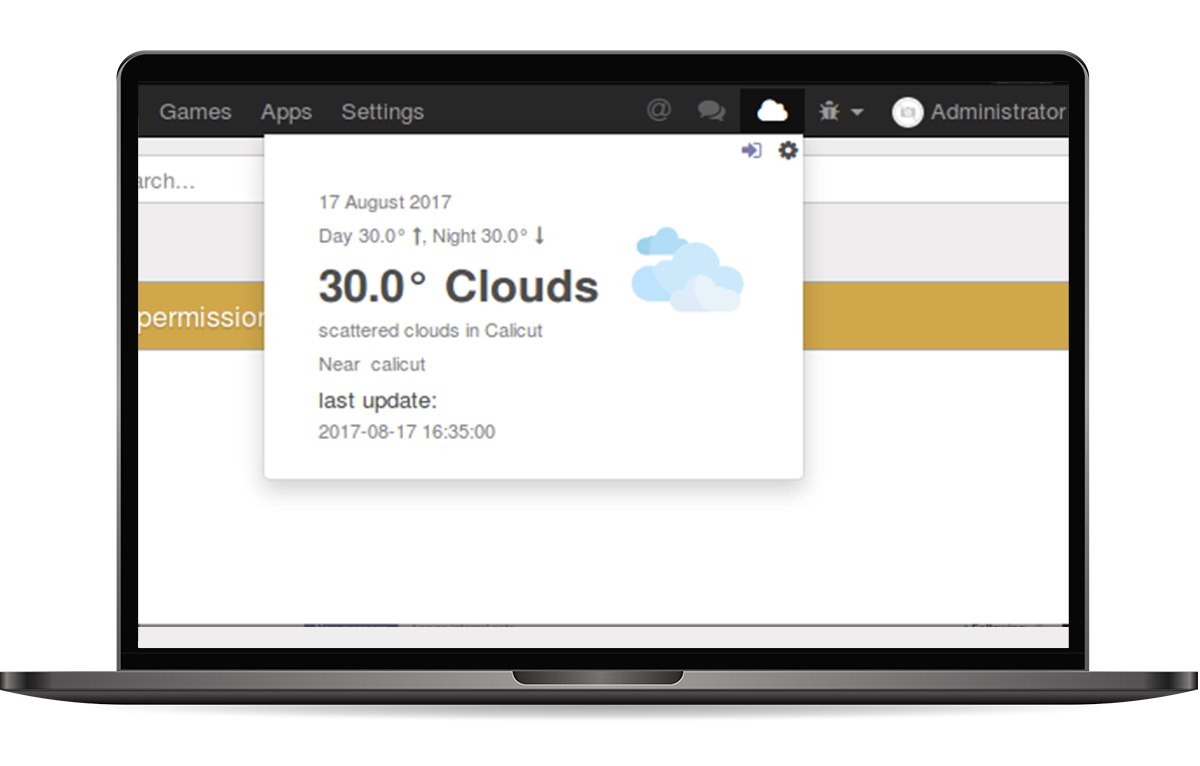 Games Apps Settings @ Administrator
arch...
17 August 2017
Day 30.0° ↑, Night 30.0° ↓
30.0° Clouds
scattered clouds in Calicut
Near calicut
permission
last update:
2017-08-17 16:35:00